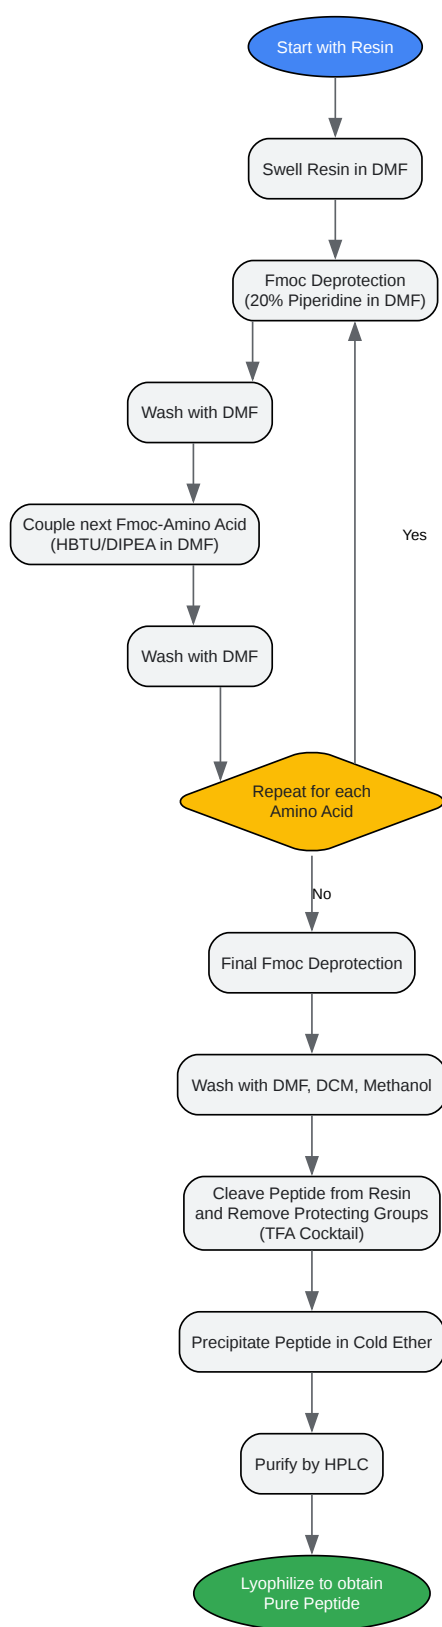 Start with Resin
Swell Resin in DMF
Fmoc Deprotection
(20% Piperidine in DMF)
Wash with DMF
Couple next Fmoc-Amino Acid
(HBTU/DIPEA in DMF)
Yes
Wash with DMF
Repeat for each
Amino Acid
No
Final Fmoc Deprotection
Wash with DMF, DCM, Methanol
Cleave Peptide from Resin
and Remove Protecting Groups
(TFA Cocktail)
Precipitate Peptide in Cold Ether
Purify by HPLC
Lyophilize to obtain
Pure Peptide